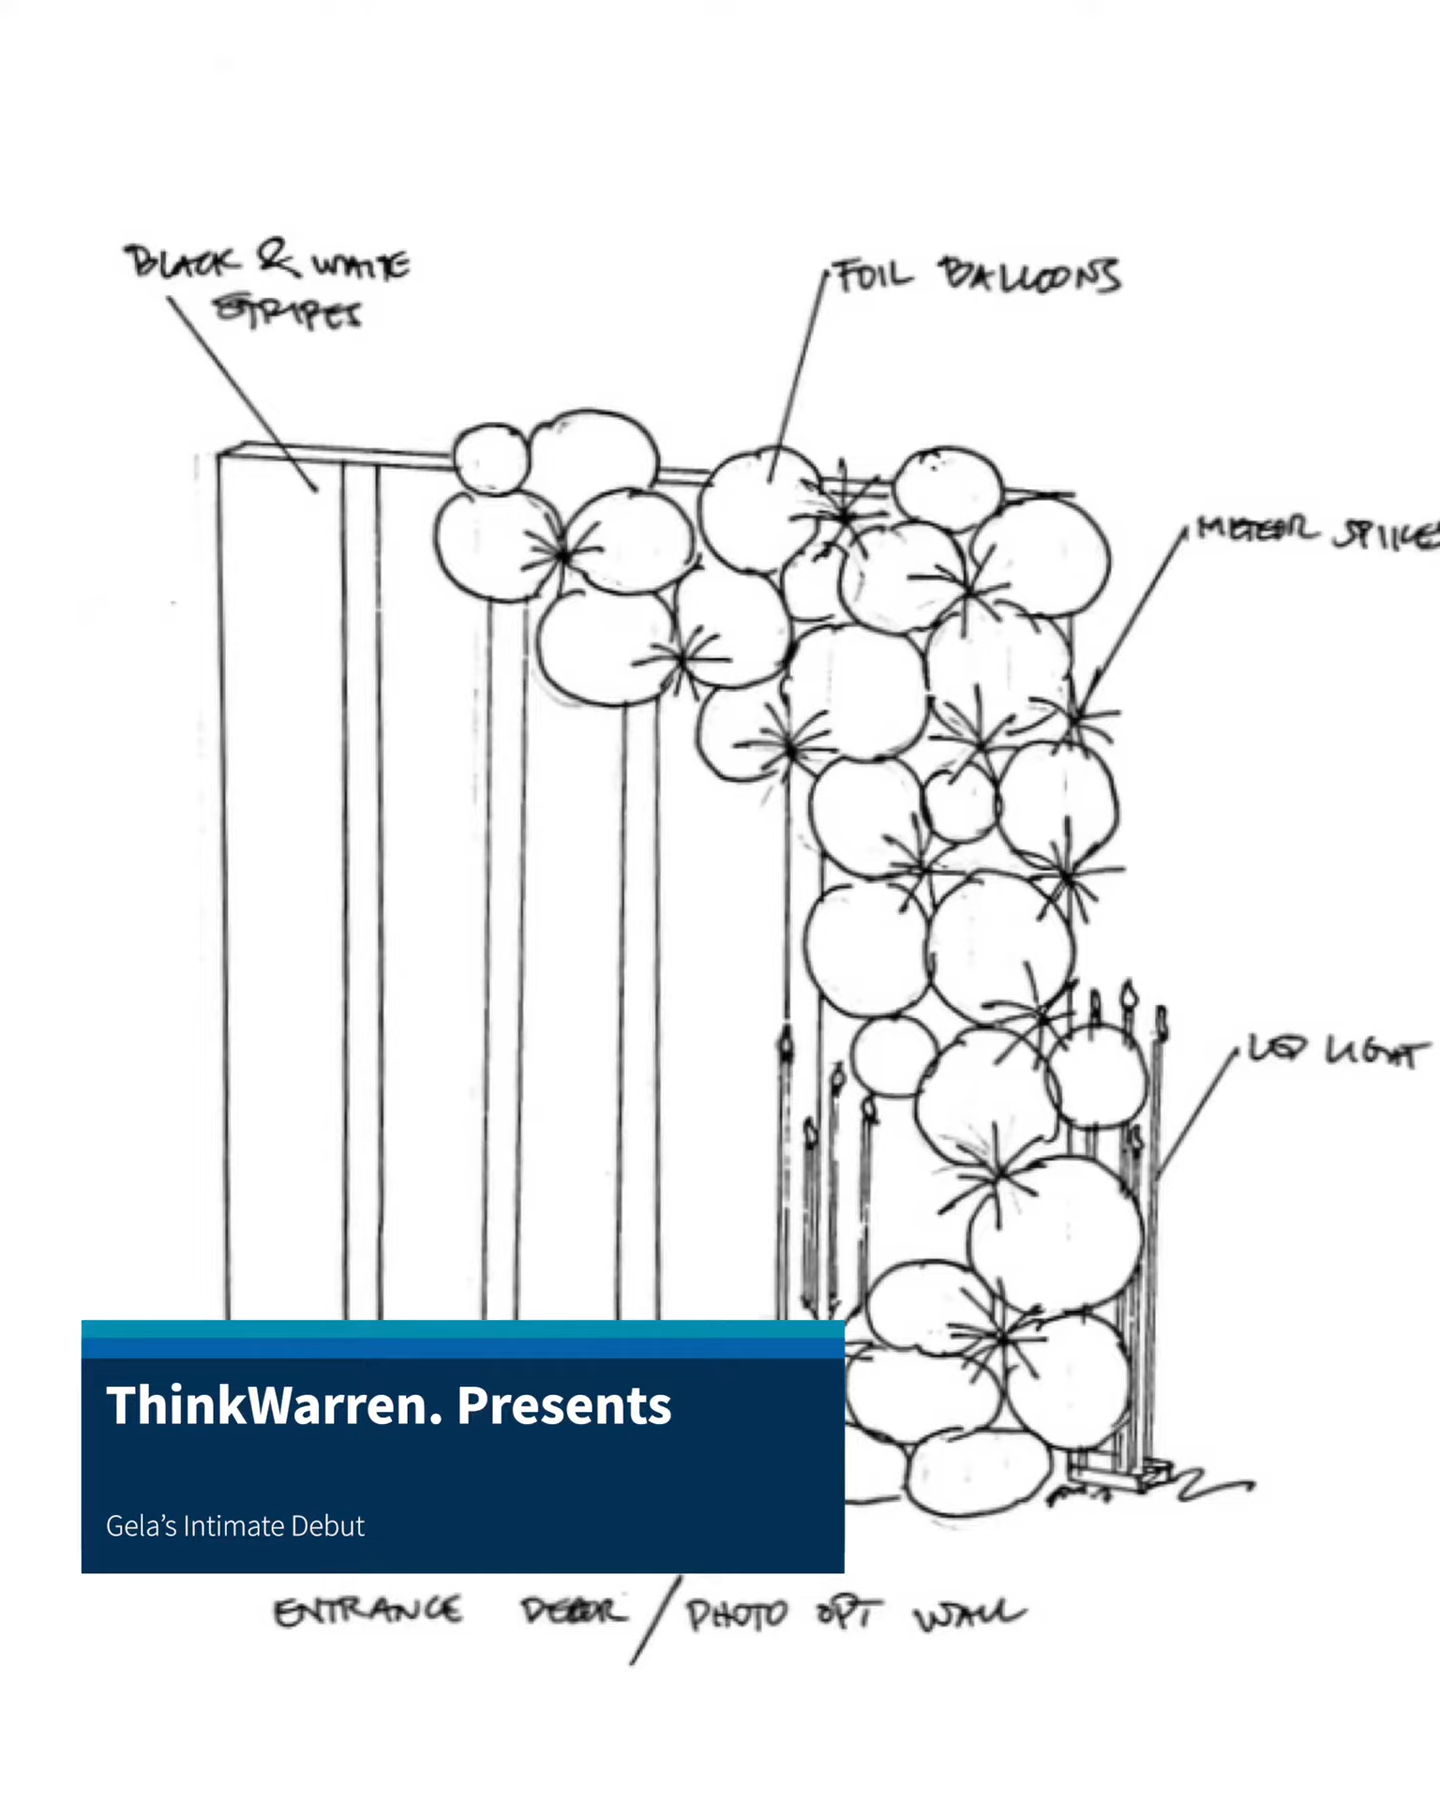 BLACK & WHITE
STRIPES
FOIL BALLOONS
METEOR SPIKES
LED LIGHT
ThinkWarren. Presents
Gela’s Intimate Debut
ENTRANCE DECOR / PHOTO OPT WALL